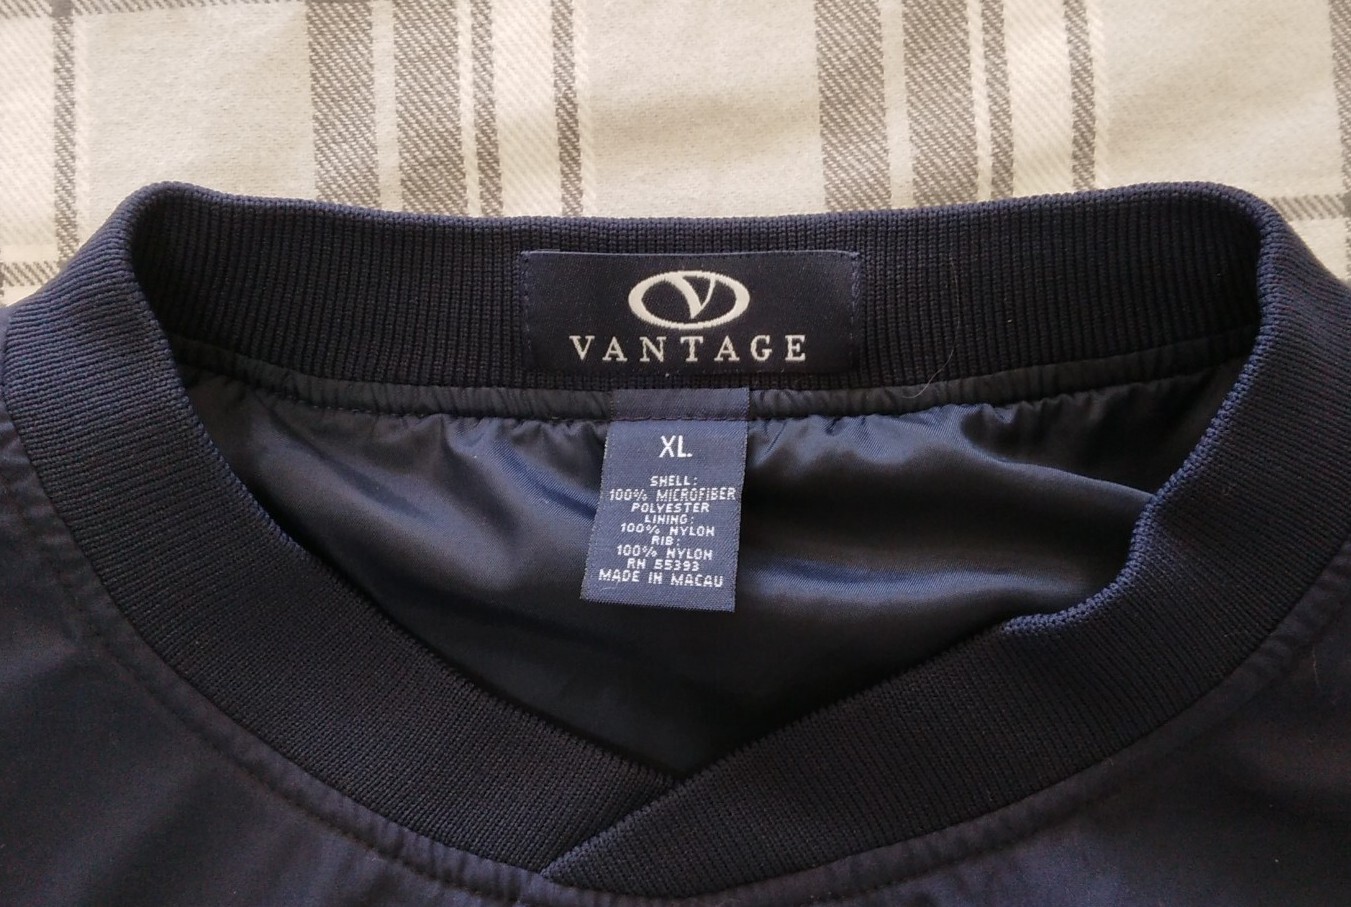 VANTAGE
XL
SHELL:
100% MICROFIBER
POLYESTER
LINING:
100% NYLON
RIB:
100% NYLON
RN 55393
MADE IN MACAU